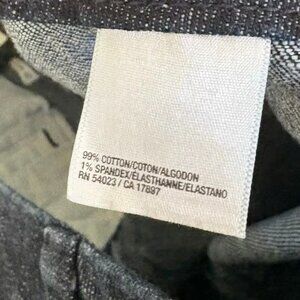 99% COTTON/COTON/ALGODON
1% SPANDEX/ELASTHANNE/ELASTANO
RN 54023 / CA 17897